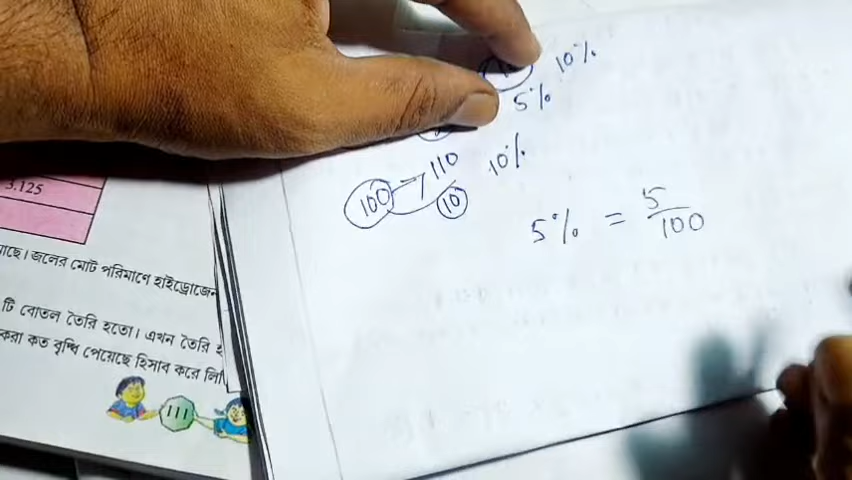 10%
5%
100 → 110 10%
10
5% = 5/100
3.125
াছে। জলের মোট পরিমাণে হাইড্রোজেন
টি বোতল তৈরি হতো। এখন তৈরি হ
করা কত বৃদ্ধি পেয়েছে হিসাব করে লি
111